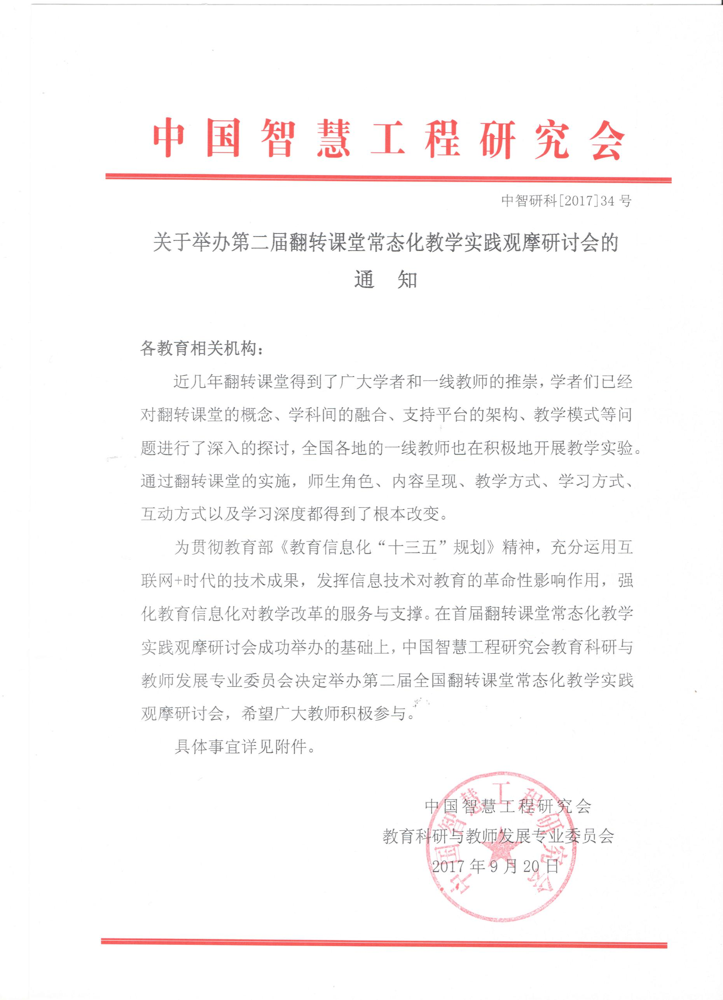 中国智慧工程研究会
中智研科[2017]34 号
关于举办第二届翻转课堂常态化教学实践观摩研讨会的
通 知
各教育相关机构：
近几年翻转课堂得到了广大学者和一线教师的推崇，学者们已经
对翻转课堂的概念、学科间的融合、支持平台的架构、教学模式等问
题进行了深入的探讨，全国各地的一线教师也在积极地开展教学实验。
通过翻转课堂的实施，师生角色、内容呈现、教学方式、学习方式、
互动方式以及学习深度都得到了根本改变。
为贯彻教育部《教育信息化“十三五”规划》精神，充分运用互
联网+时代的技术成果，发挥信息技术对教育的革命性影响作用，强
化教育信息化对教学改革的服务与支撑。在首届翻转课堂常态化教学
实践观摩研讨会成功举办的基础上，中国智慧工程研究会教育科研与
教师发展专业委员会决定举办第二届全国翻转课堂常态化教学实践
观摩研讨会，希望广大教师积极参与。
具体事宜详见附件。
中国智慧工程研究会
教育科研与教师发展专业委员会
2017 年 9 月 20 日
中国智慧工程研究会